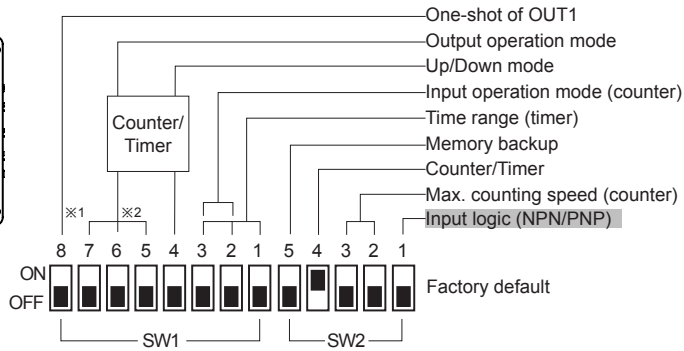 One-shot of OUT1
Output operation mode
Up/Down mode
Input operation mode (counter)
Time range (timer)
Memory backup
Counter/Timer
Max. counting speed (counter)
Input logic (NPN/PNP)
Counter/
Timer
※1 ※2
8 7 6 5 4 3 2 1 5 4 3 2 1
ON
OFF
Factory default
SW1 SW2